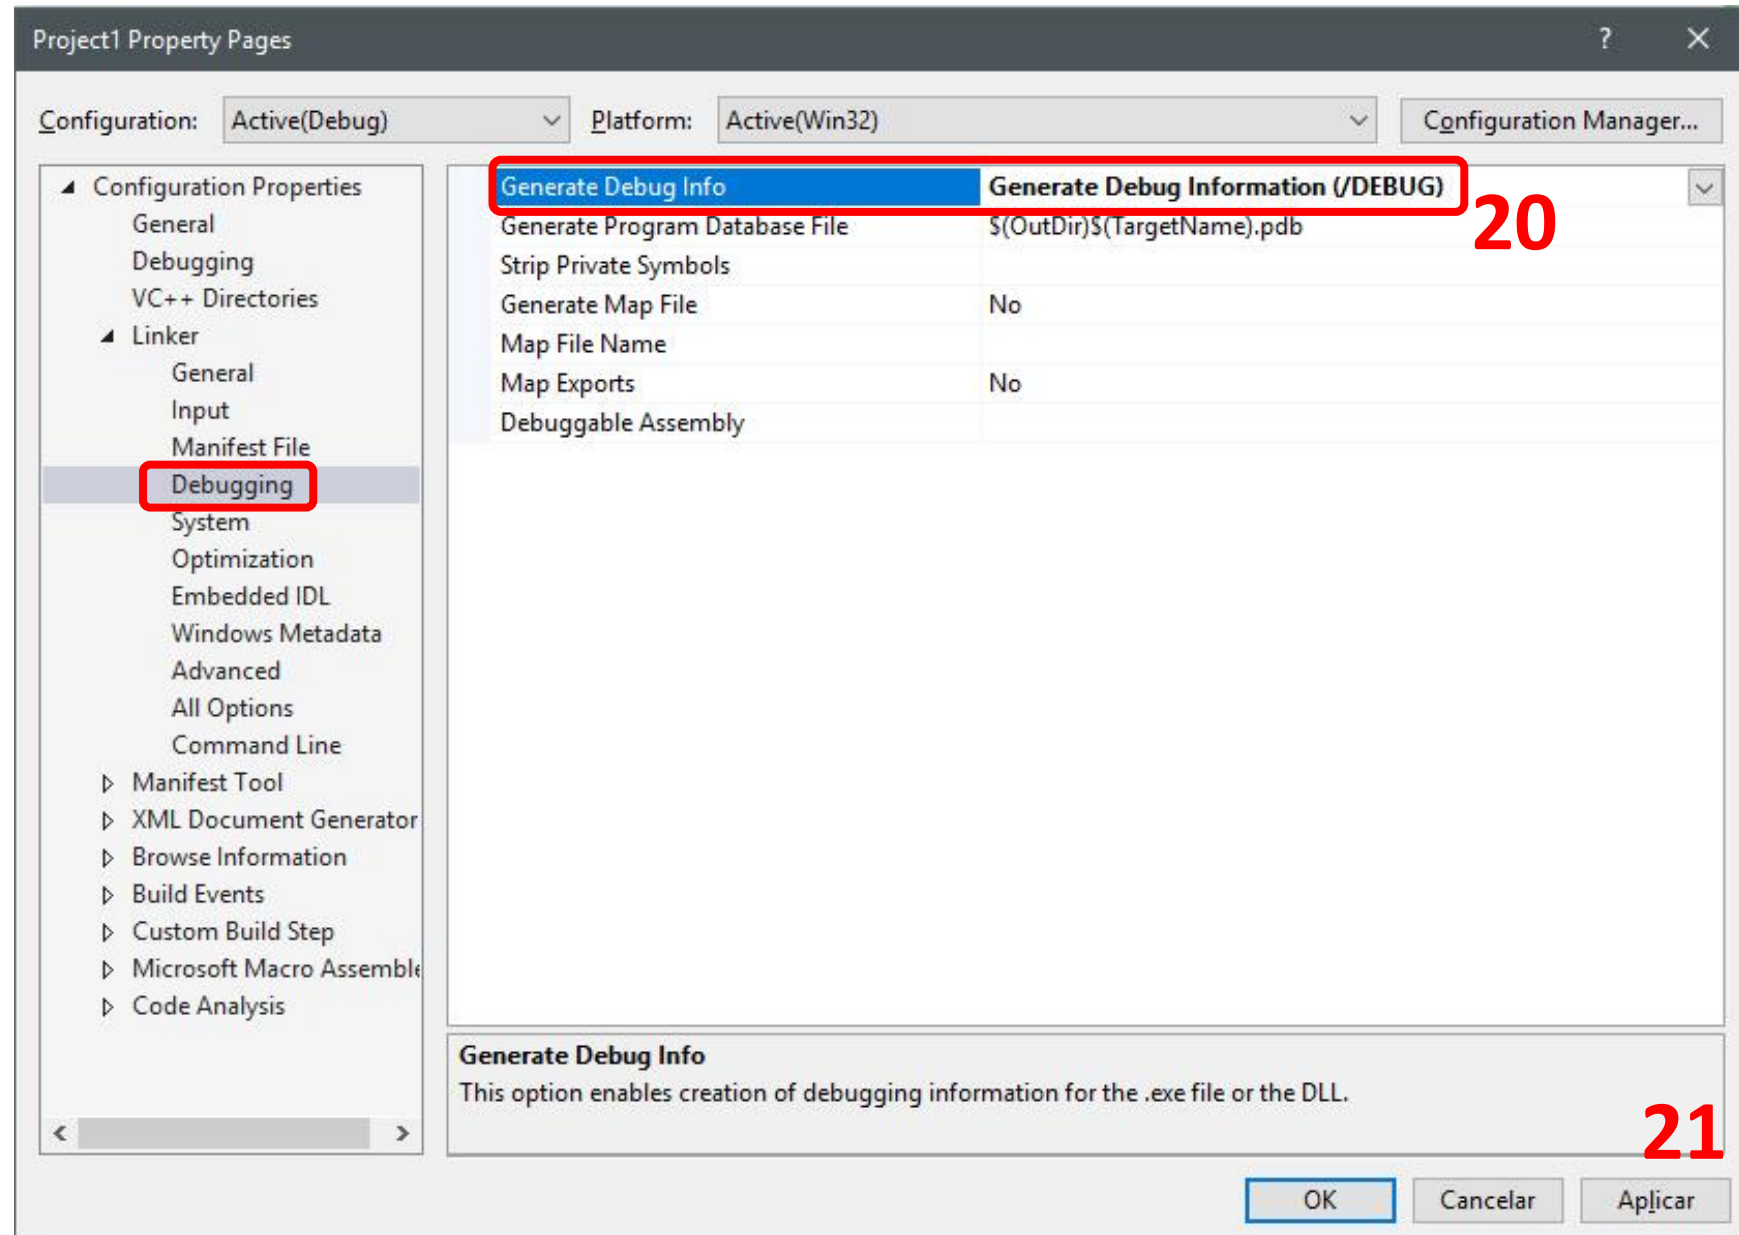 Project1 Property Pages
?
Configuration: Active(Debug) Platform: Active(Win32) Configuration Manager...
Configuration Properties
General
Debugging
VC++ Directories
Linker
General
Input
Manifest File
Debugging
System
Optimization
Embedded IDL
Windows Metadata
Advanced
All Options
Command Line
Manifest Tool
XML Document Generator
Browse Information
Build Events
Custom Build Step
Microsoft Macro Assemble
Code Analysis
Generate Debug Info Generate Debug Information (/DEBUG)
20
Generate Program Database File $(OutDir)$(TargetName).pdb
Strip Private Symbols
Generate Map File No
Map File Name
Map Exports No
Debuggable Assembly
Generate Debug Info
This option enables creation of debugging information for the .exe file or the DLL.
21
OK Cancelar Aplicar